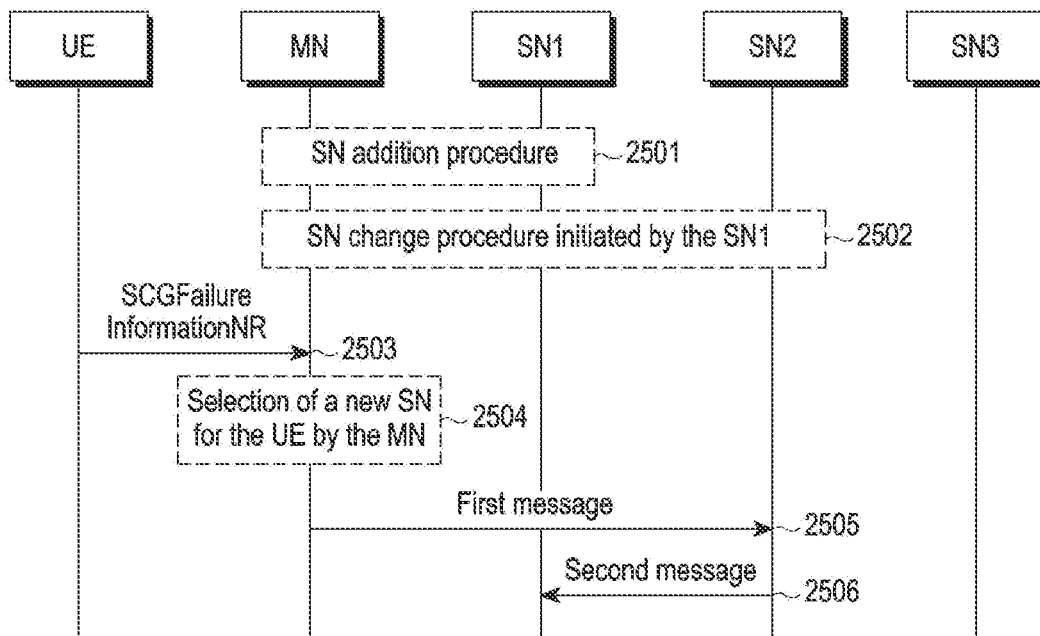 UE
MN
SN1
SN2
SN3
SN addition procedure
2501
SN change procedure initiated by the SN1
2502
SCGFailure
InformationNR
2503
Selection of a new SN
for the UE by the MN
2504
First message
2505
Second message
2506